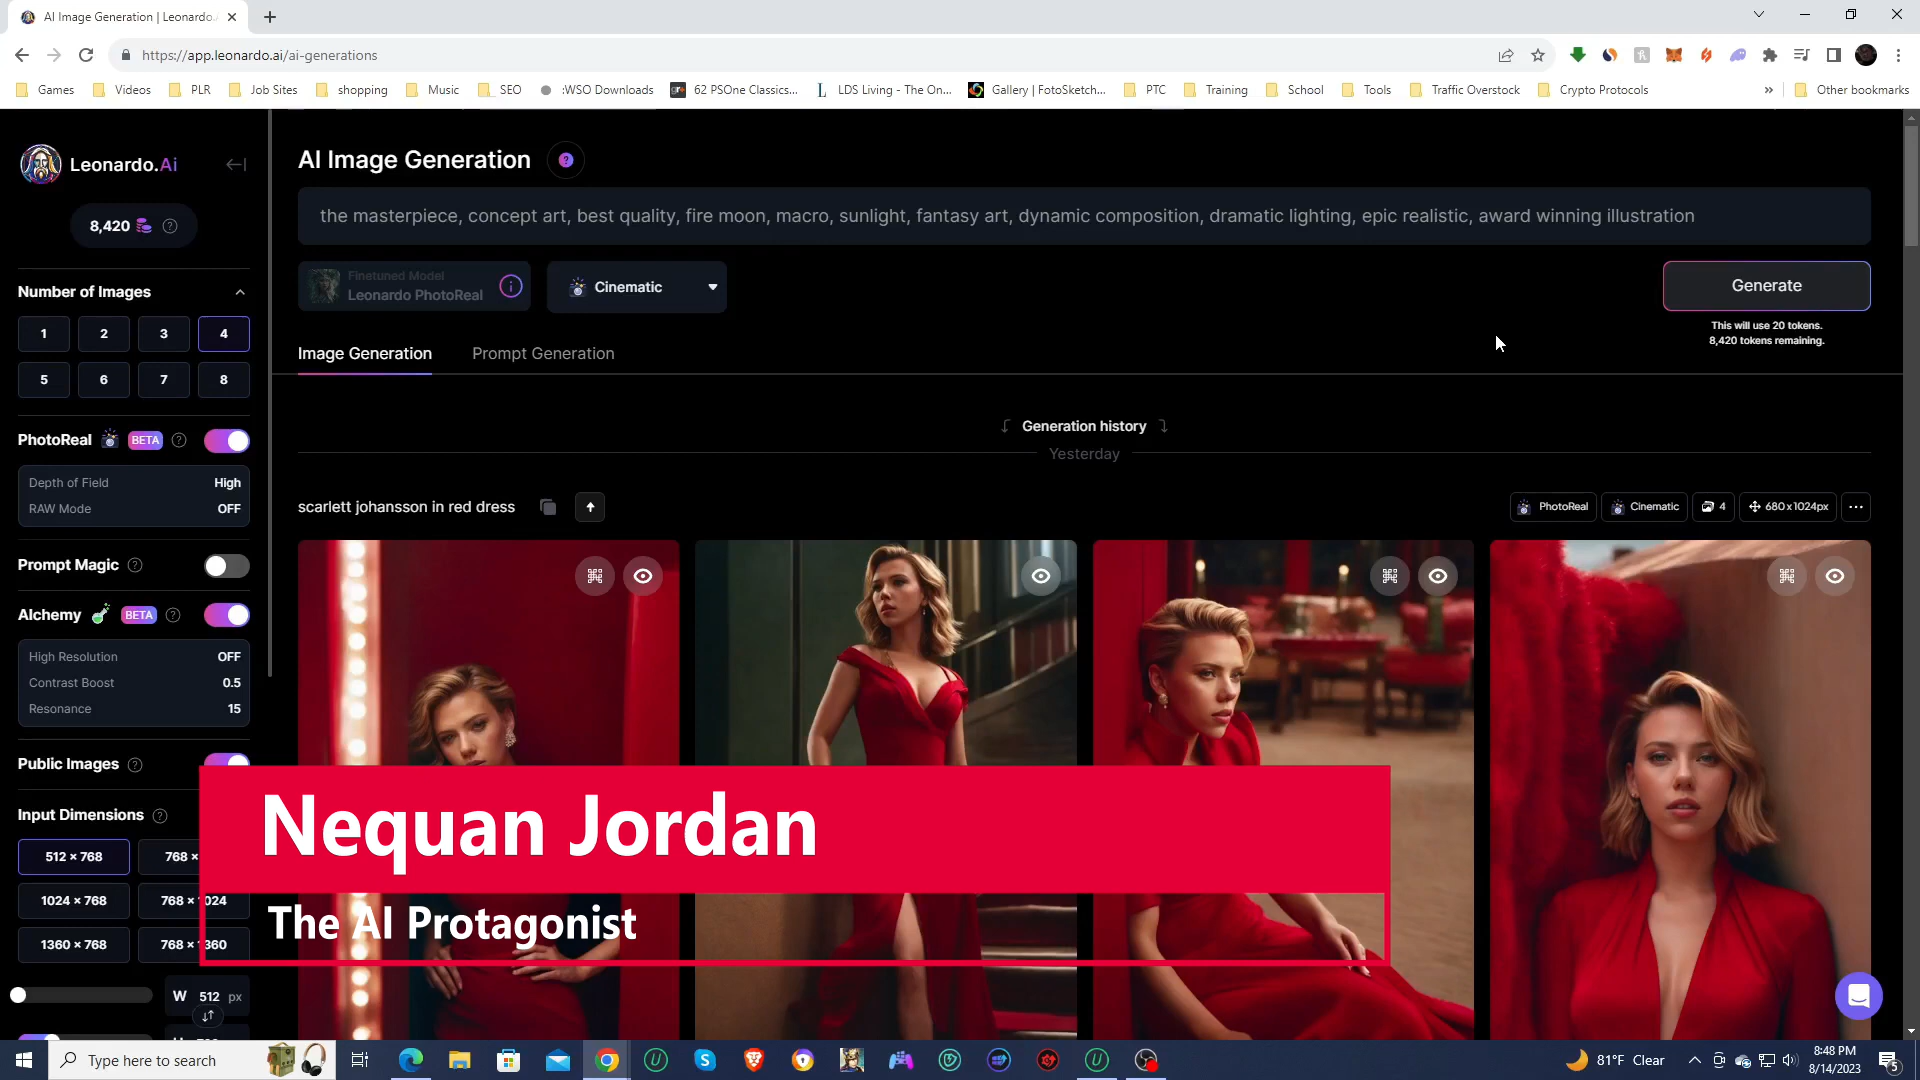 AI Image Generation | Leonardo.
https://app.leonardo.ai/ai-generations
Games Videos PLR Job Sites shopping Music SEO :WSO Downloads 62 PSOne Classics... LDS Living - The On... Gallery | FotoSketch... PTC Training School Tools Traffic Overstock Crypto Protocols » Other bookmarks
Leonardo.Ai
8,420
Number of Images
1 2 3 4
5 6 7 8
PhotoReal BETA
Depth of Field High
RAW Mode OFF
Prompt Magic
Alchemy BETA
High Resolution OFF
Contrast Boost 0.5
Resonance 15
Public Images
Input Dimensions
512 × 768 768 ×
1024 × 768 768 × 1024
1360 × 768 768 × 1360
W 512 px
AI Image Generation
the masterpiece, concept art, best quality, fire moon, macro, sunlight, fantasy art, dynamic composition, dramatic lighting, epic realistic, award winning illustration
Finetuned Model
Leonardo PhotoReal
Cinematic
Generate
This will use 20 tokens.
8,420 tokens remaining.
Image Generation Prompt Generation
Generation history
Yesterday
scarlett johansson in red dress
PhotoReal Cinematic 4 680x1024px
Nequan Jordan
The AI Protagonist
Type here to search
81°F Clear
8:48 PM
8/14/2023
5